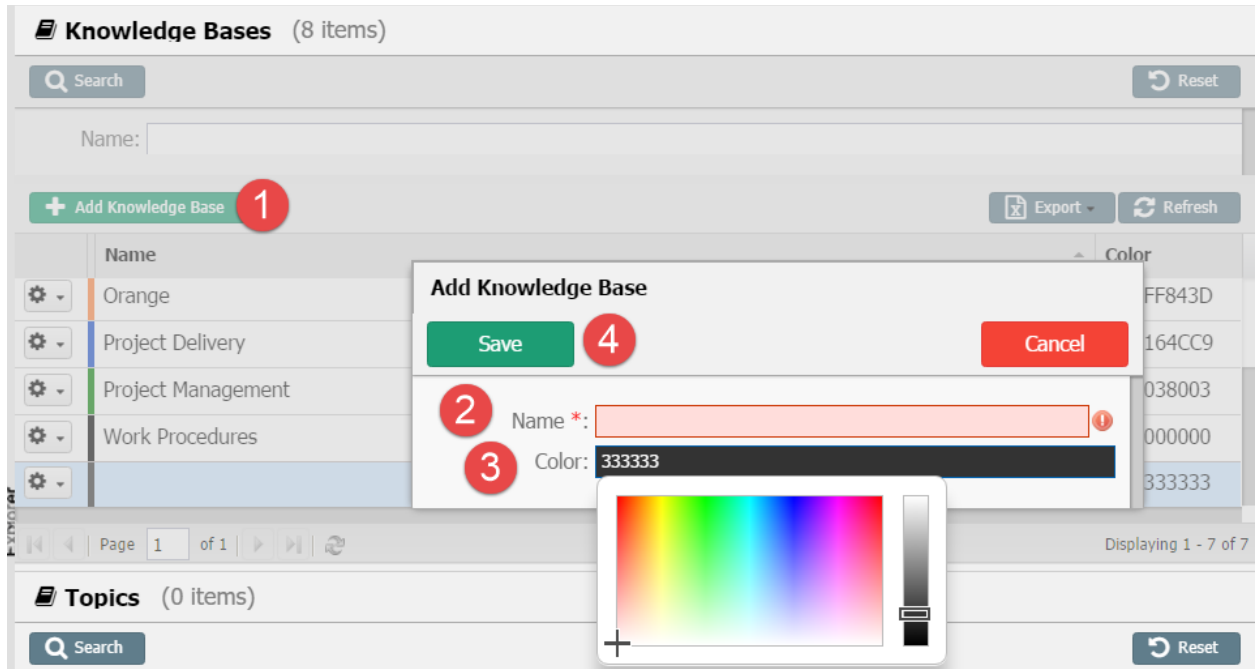 Knowledge Bases (8 items)
Search Reset
Name:
Add Knowledge Base 1 Export Refresh
Name Color
Orange FF843D
Project Delivery 164CC9
Project Management 038003
Work Procedures 000000
333333
Add Knowledge Base
Save 4 Cancel
2 Name *:
3 Color: 333333
Explorer
Page 1 of 1 Displaying 1 - 7 of 7
Topics (0 items)
Search Reset